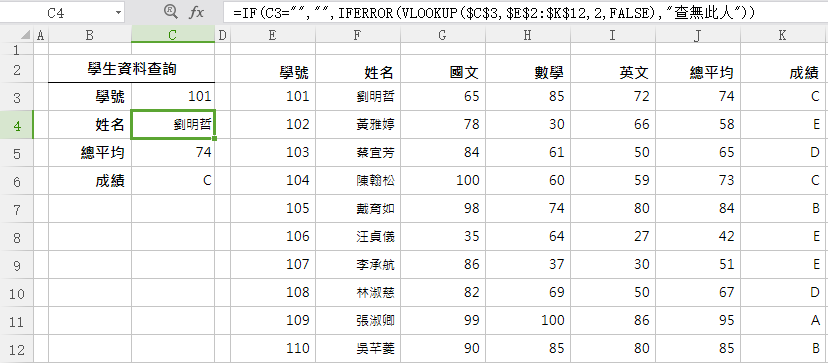 C4 fx =IF(C3="","",IFERROR(VLOOKUP($C$3,$E$2:$K$12,2,FALSE),"查無此人"))
A B C D E F G H I J K
1
2 學生資料查詢 學號 姓名 國文 數學 英文 總平均 成績
3 學號 101 101 劉明哲 65 85 72 74 C
4 姓名 劉明哲 102 黃雅婷 78 30 66 58 E
5 總平均 74 103 蔡宜芳 84 61 50 65 D
6 成績 C 104 陳翰松 100 60 59 73 C
7 105 戴育如 98 74 80 84 B
8 106 汪貞儀 35 64 27 42 E
9 107 李承航 86 37 30 51 E
10 108 林淑慈 82 69 50 67 D
11 109 張淑卿 99 100 86 95 A
12 110 吳芊菱 90 85 80 85 B